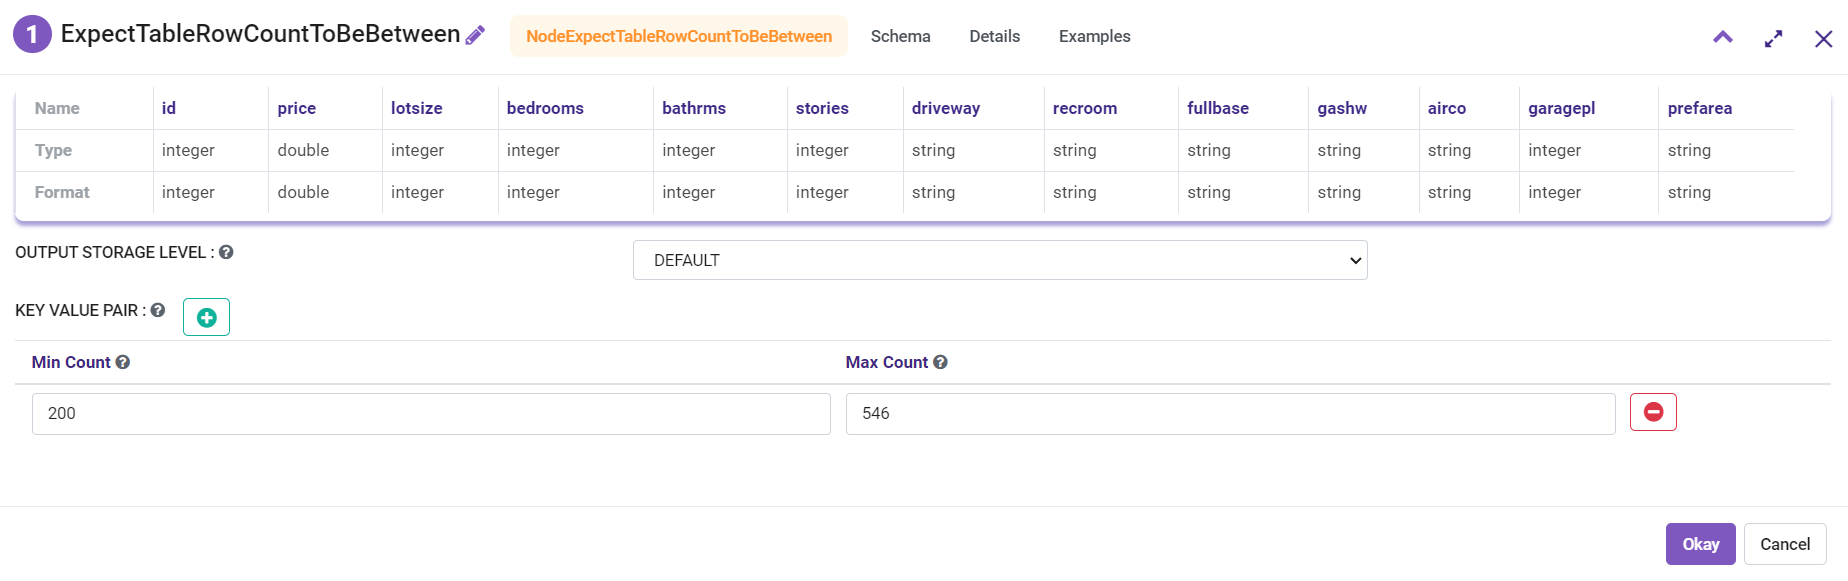 1 ExpectTableRowCountToBeBetween NodeExpectTableRowCountToBeBetween Schema Details Examples
Name id price lotsize bedrooms bathrms stories driveway recroom fullbase gashw airco garagepl prefarea
Type integer double integer integer integer integer string string string string string integer string
Format integer double integer integer integer integer string string string string string integer string
OUTPUT STORAGE LEVEL : ? DEFAULT
KEY VALUE PAIR : ?
Min Count ? Max Count ?
200 546
Okay Cancel